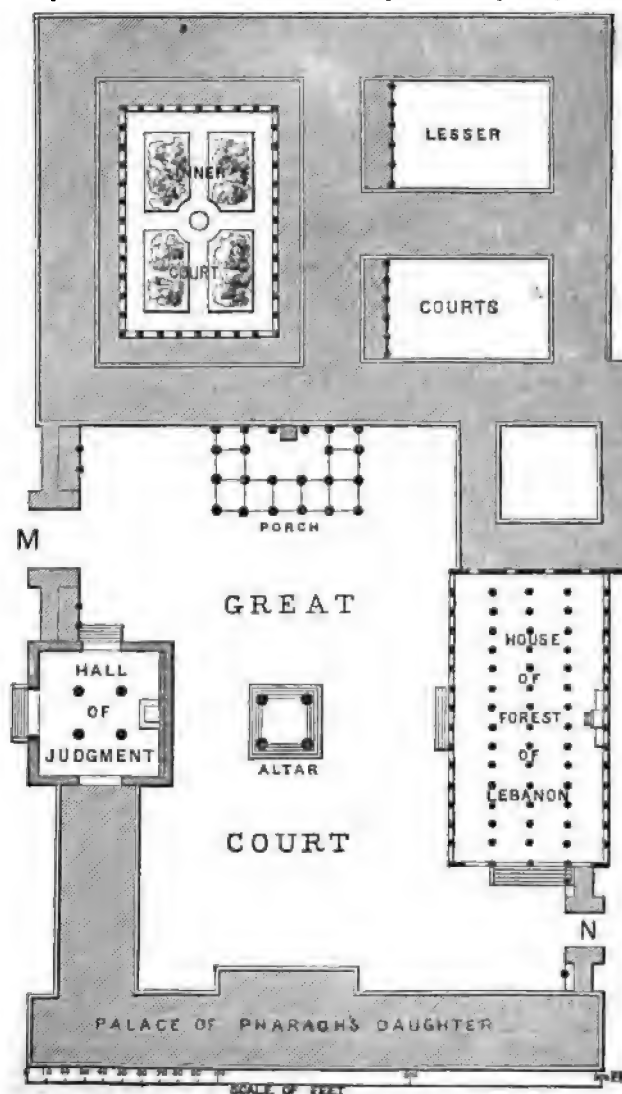 LESSER
INNER
COURT
COURTS
PORCH
M
GREAT
HALL
OF
JUDGMENT
HOUSE
OF
FOREST
OF
LEBANON
ALTAR
COURT
N
PALACE OF PHARAOH'S DAUGHTER
SCALE OF FEET